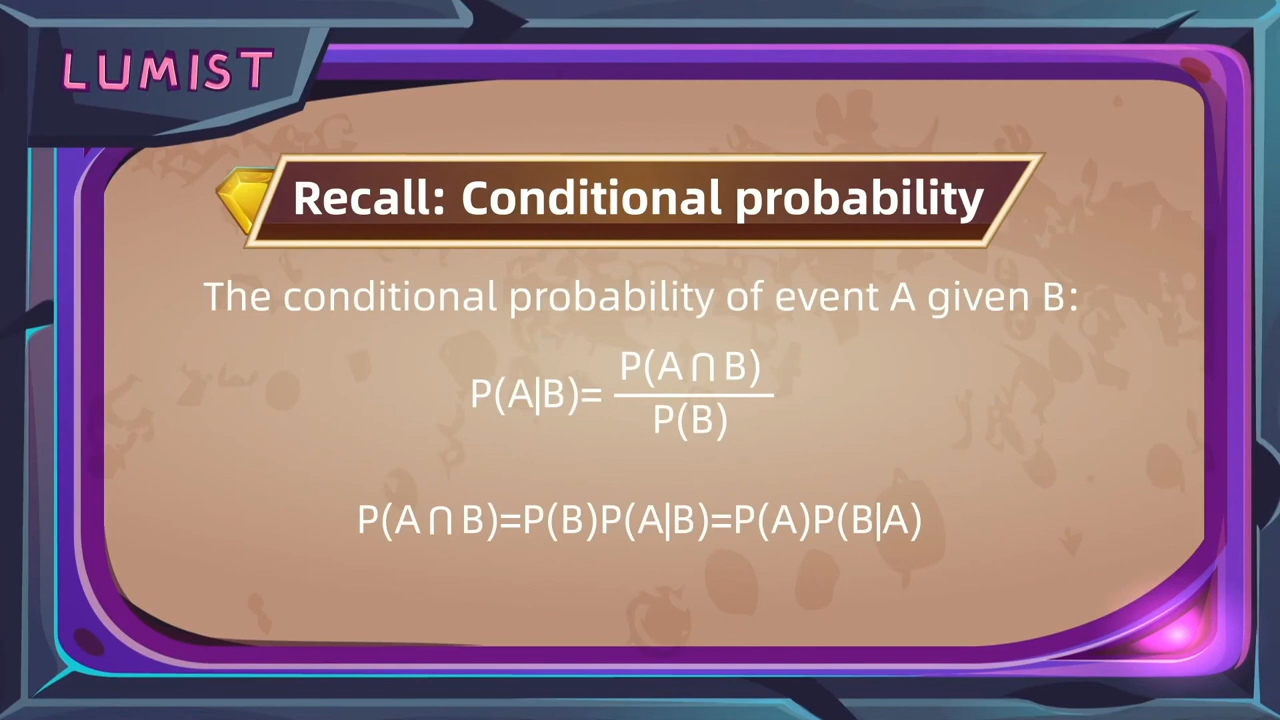 LUMIST
Recall: Conditional probability
The conditional probability of event A given B:
P(A|B)= P(A∩B)
P(B)
P(A∩B)=P(B)P(A|B)=P(A)P(B|A)